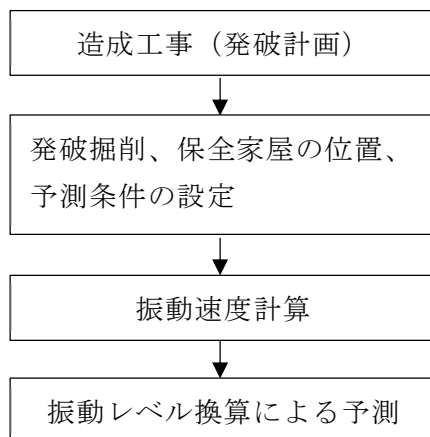 造成工事（発破計画）
発破掘削、保全家屋の位置、
予測条件の設定
振動速度計算
振動レベル換算による予測